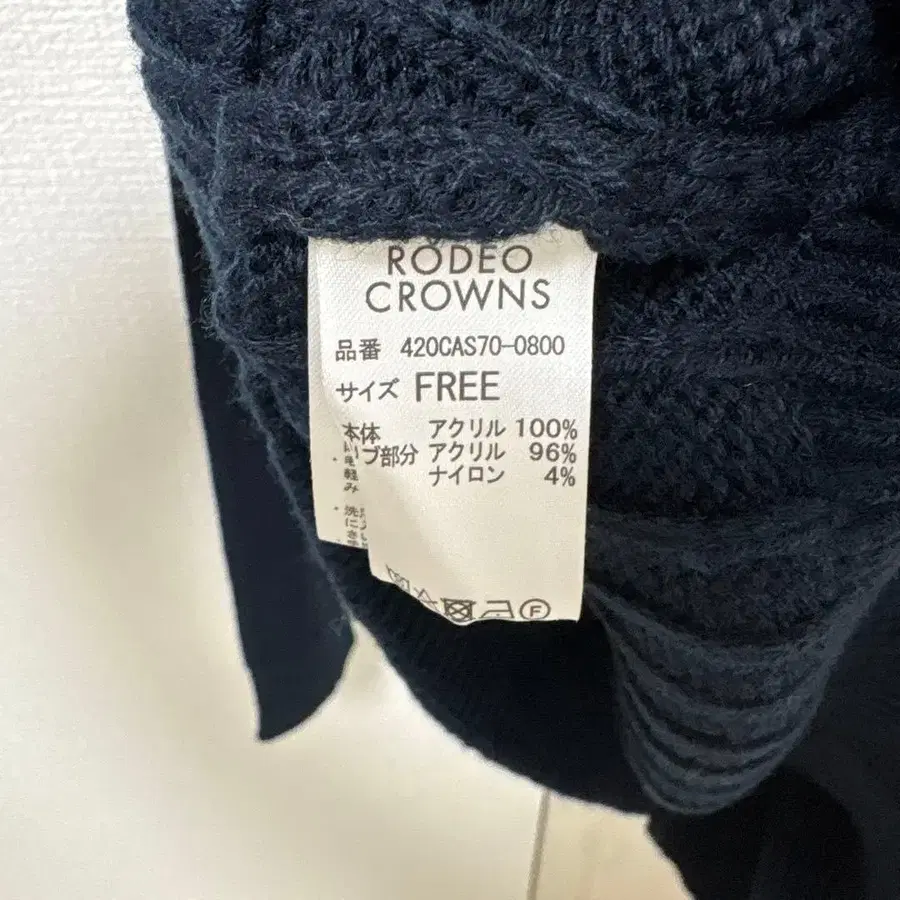 RODEO
CROWNS
品番 420CAS70-0800
サイズ FREE
本体 アクリル 100%
リブ部分 アクリル 96%
ナイロン 4%
F